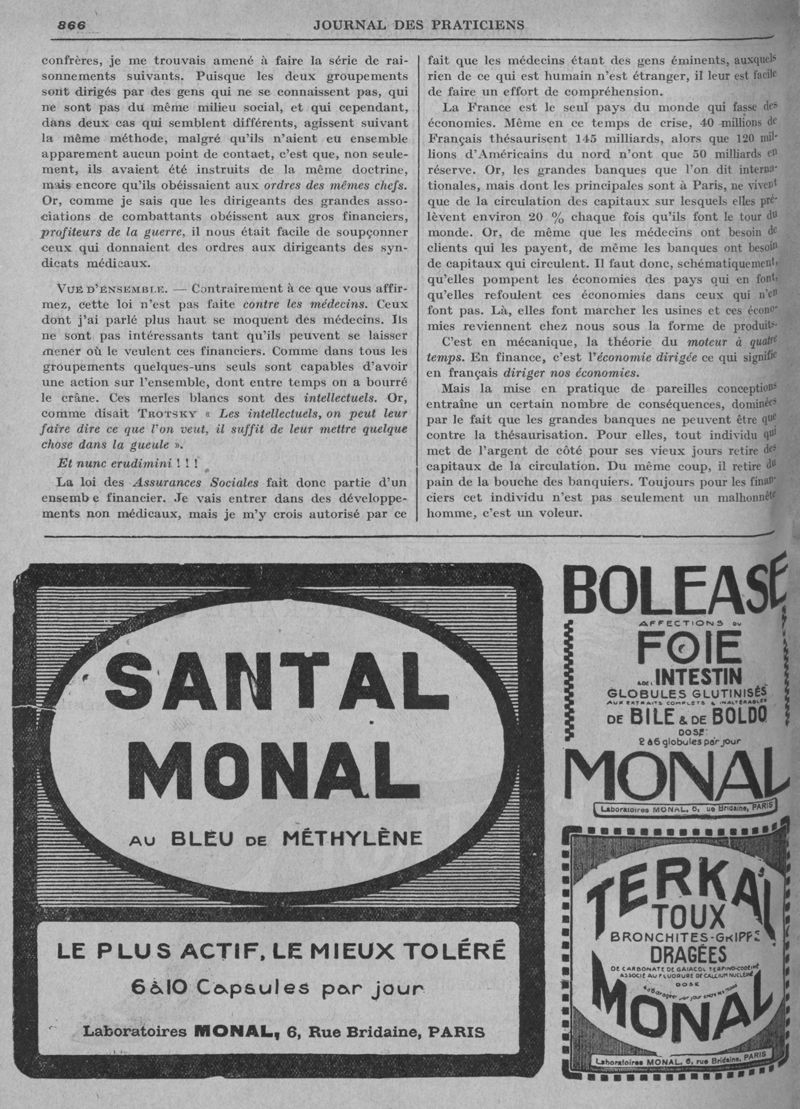 866
JOURNAL DES PRATICIENS
confrères, je me trouvais amené à faire la série de rai-
sonnements suivants. Puisque les deux groupements
sont dirigés par des gens qui ne se connaissent pas, qui
ne sont pas du même milieu social, et qui cependant,
dans deux cas qui semblent différents, agissent suivant
la même méthode, malgré qu'ils n'aient eu ensemble
apparement aucun point de contact, c'est que, non seule-
ment, ils avaient été instruits de la même doctrine,
mais encore qu'ils obéissaient aux ordres des mêmes chefs.
Or, comme je sais que les dirigeants des grandes asso-
ciations de combattants obéissent aux gros financiers,
profiteurs de la guerre, il nous était facile de soupçonner
ceux qui donnaient des ordres aux dirigeants des syn-
dicats médicaux.
VUE D'ENSEMBLE. — Contrairement à ce que vous affir-
mez, cette loi n'est pas faite contre les médecins. Ceux
dont j'ai parlé plus haut se moquent des médecins. Ils
ne sont pas intéressants tant qu'ils peuvent se laisser
mener où le veulent ces financiers. Comme dans tous les
groupements quelques-uns seuls sont capables d'avoir
une action sur l'ensemble, dont entre temps on a bourré
le crâne. Ces merles blancs sont des intellectuels. Or,
comme disait TROTSKY « Les intellectuels, on peut leur
faire dire ce que l'on veut, il suffit de leur mettre quelque
chose dans la gueule ».
Et nunc erudimini ! ! !
La loi des Assurances Sociales fait donc partie d'un
ensemb e financier. Je vais entrer dans des développe-
ments non médicaux, mais je m'y crois autorisé par ce
fait que les médecins étant des gens éminents, auxquels
rien de ce qui est humain n'est étranger, il leur est facile
de faire un effort de compréhension.
La France est le seul pays du monde qui fasse des
économies. Même en ce temps de crise, 40 millions de
Français thésaurisent 145 milliards, alors que 120 mil-
lions d'Américains du nord n'ont que 50 milliards en
réserve. Or, les grandes banques que l'on dit interna-
tionales, mais dont les principales sont à Paris, ne vivent
que de la circulation des capitaux sur lesquels elles pré-
lèvent environ 20 % chaque fois qu'ils font le tour du
monde. Or, de même que les médecins ont besoin de
clients qui les payent, de même les banques ont besoin
de capitaux qui circulent. Il faut donc, schématiquement,
qu'elles pompent les économies des pays qui en font,
qu'elles refoulent ces économies dans ceux qui n'en
font pas. Là, elles font marcher les usines et ces écono-
mies reviennent chez nous sous la forme de produits.
C'est en mécanique, la théorie du moteur à quatre
temps. En finance, c'est l'économie dirigée ce qui signifie
en français diriger nos économies.
Mais la mise en pratique de pareilles conceptions
entraîne un certain nombre de conséquences, dominées
par le fait que les grandes banques ne peuvent être que
contre la thésaurisation. Pour elles, tout individu qui
met de l'argent de côté pour ses vieux jours retire des
capitaux de la circulation. Du même coup, il retire du
pain de la bouche des banquiers. Toujours pour les finan-
ciers cet individu n'est pas seulement un malhonnête
homme, c'est un voleur.
SANTAL
MONAL
AU BLEU DE MÉTHYLÈNE
LE PLUS ACTIF, LE MIEUX TOLÉRÉ
6 à 10 Capsules par jour
Laboratoires MONAL, 6, Rue Bridaine, PARIS
BOLEASE
AFFECTIONS DU
FOIE
& DE L'INTESTIN
GLOBULES GLUTINISÉS
AUX EXTRAITS COMPLETS & INALTÉRABLES
DE BILE & DE BOLDO
DOSE:
2 à 6 globules par jour
MONAL
Laboratoires MONAL, 6, ue Bridaine, PARIS
TERKAL
TOUX
BRONCHITES-GRIPPE
DRAGÉES
DE CARBONATE DE GAIACOL TERPINO-CODÉINÉ
ASSOCIÉ AU FLUORURE DE CALCIUM NUCLÉINÉ
DOSE
MONAL
Laboratoires MONAL, 6, rue Bridaine, PARIS